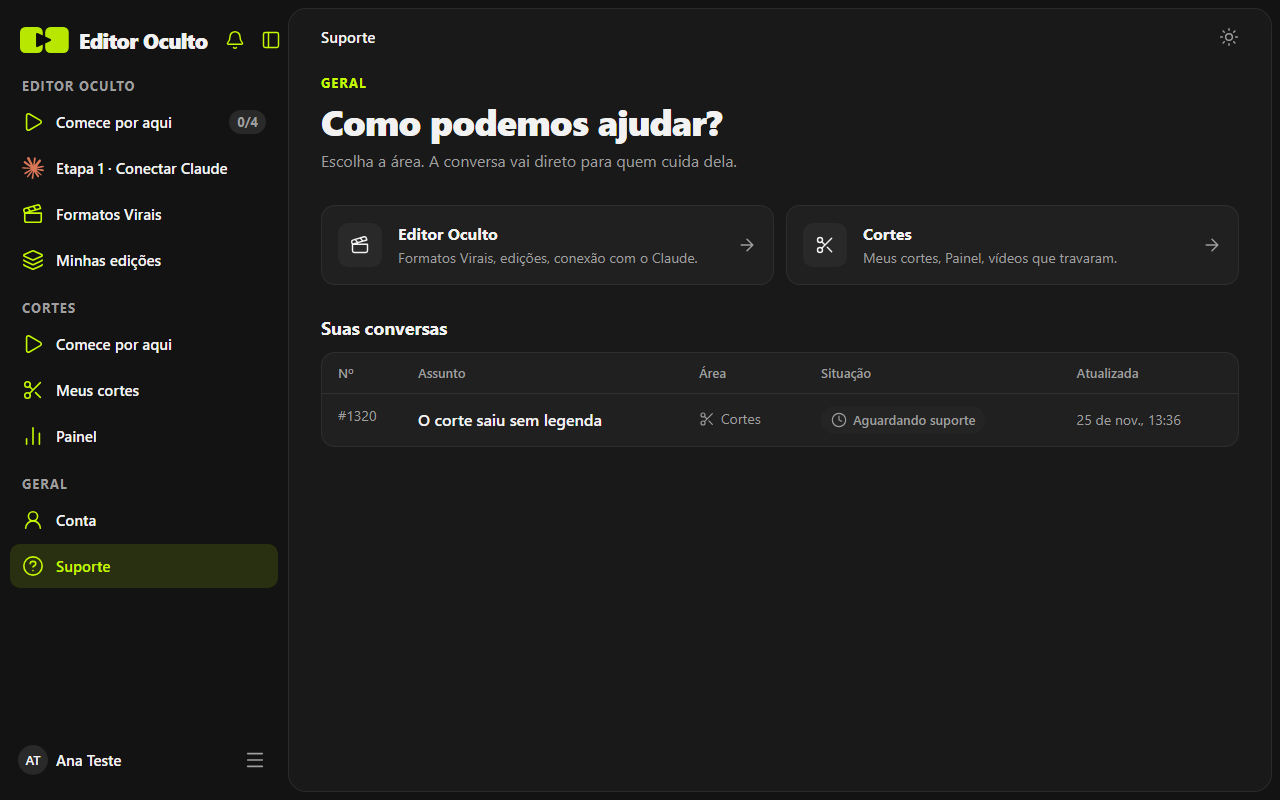 Editor Oculto
EDITOR OCULTO
Comece por aqui 0/4
Etapa 1 · Conectar Claude
Formatos Virais
Minhas edições
CORTES
Comece por aqui
Meus cortes
Painel
GERAL
Conta
Suporte
AT Ana Teste
Suporte
GERAL
Como podemos ajudar?
Escolha a área. A conversa vai direto para quem cuida dela.
Editor Oculto
Formatos Virais, edições, conexão com o Claude.
Cortes
Meus cortes, Painel, vídeos que travaram.
Suas conversas
Nº Assunto Área Situação Atualizada
#1320 O corte saiu sem legenda Cortes Aguardando suporte 25 de nov., 13:36